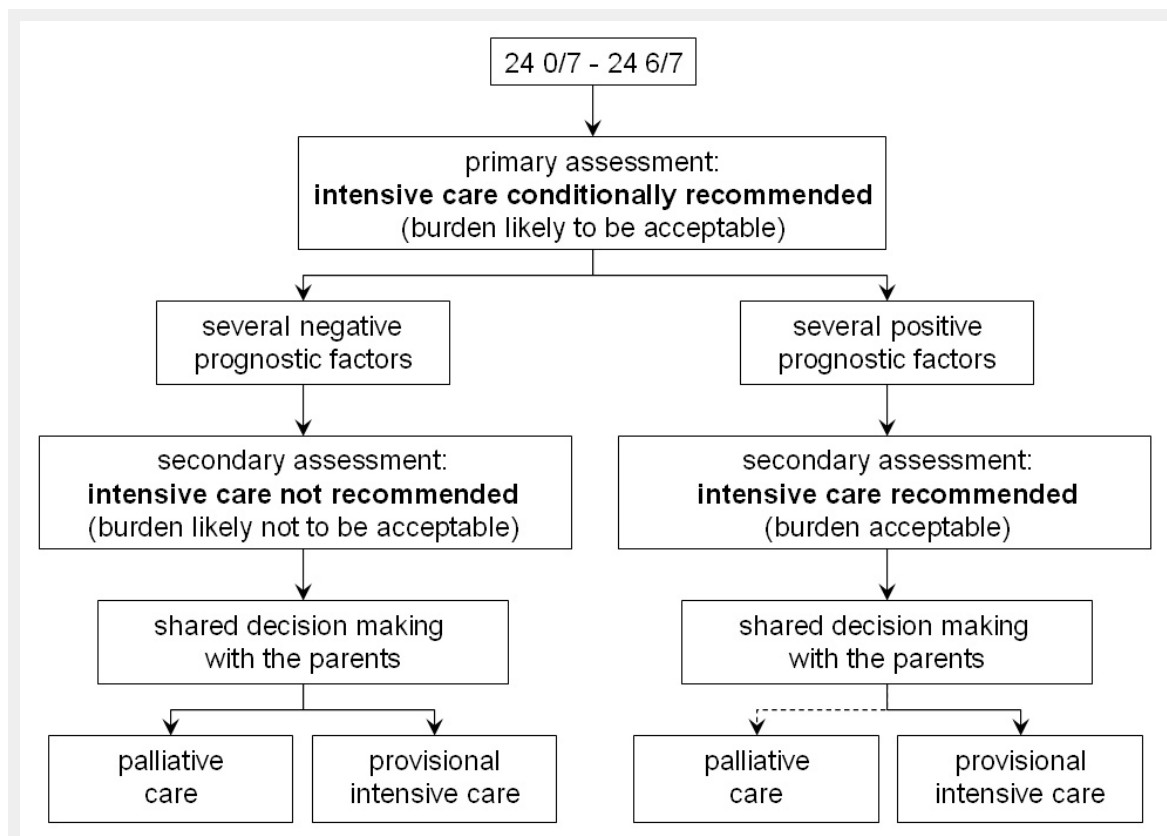 24 0/7 - 24 6/7
primary assessment:
intensive care conditionally recommended
(burden likely to be acceptable)
several negative
prognostic factors
several positive
prognostic factors
secondary assessment:
intensive care not recommended
(burden likely not to be acceptable)
secondary assessment:
intensive care recommended
(burden acceptable)
shared decision making
with the parents
shared decision making
with the parents
palliative
care
provisional
intensive care
palliative
care
provisional
intensive care